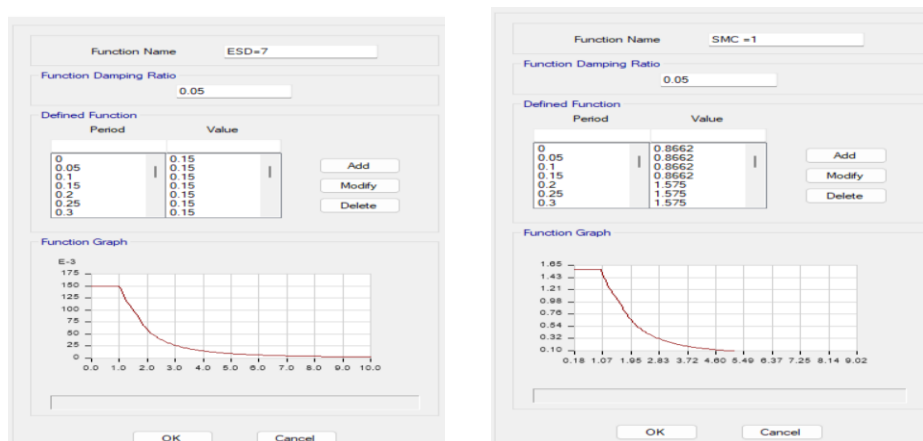 Function Name ESD=7
Function Damping Ratio
0.05
Defined Function
Period Value
0 0.15
0.05 0.15
0.1 0.15
0.15 0.15
0.2 0.15
0.25 0.15
0.3 0.15
Add
Modify
Delete
Function Graph
E-3
175
150
125
100
75
50
25
0
0.0 1.0 2.0 3.0 4.0 5.0 6.0 7.0 8.0 9.0 10.0
OK Cancel
Function Name SMC =1
Function Damping Ratio
0.05
Defined Function
Period Value
0 0.8662
0.05 0.8662
0.1 0.8662
0.15 0.8662
0.2 1.575
0.25 1.575
0.3 1.575
Add
Modify
Delete
Function Graph
1.65
1.43
1.21
0.98
0.76
0.54
0.32
0.10
0.18 1.07 1.95 2.83 3.72 4.60 5.49 6.37 7.25 8.14 9.02
OK Cancel